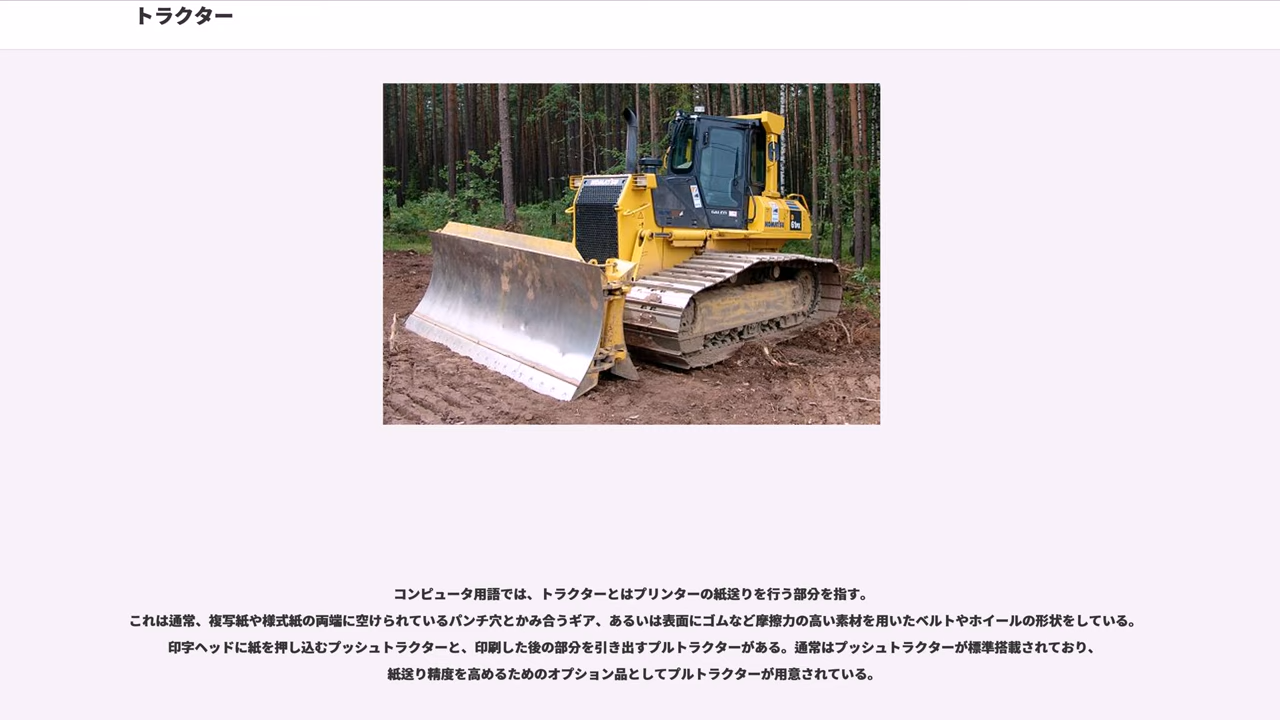 トラクター
KOMATSU
コンピュータ用語では、トラクターとはプリンターの紙送りを行う部分を指す。
これは通常、複写紙や様式紙の両端に空けられているパンチ穴とかみ合うギア、あるいは表面にゴムなど摩擦力の高い素材を用いたベルトやホイールの形状をしている。
印字ヘッドに紙を押し込むプッシュトラクターと、印刷した後の部分を引き出すプルトラクターがある。通常はプッシュトラクターが標準搭載されており、
紙送り精度を高めるためのオプション品としてプルトラクターが用意されている。